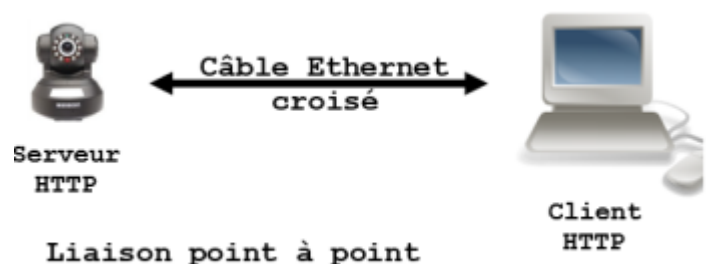 Câble Ethernet
croisé
Serveur
HTTP
Client
HTTP
Liaison point à point